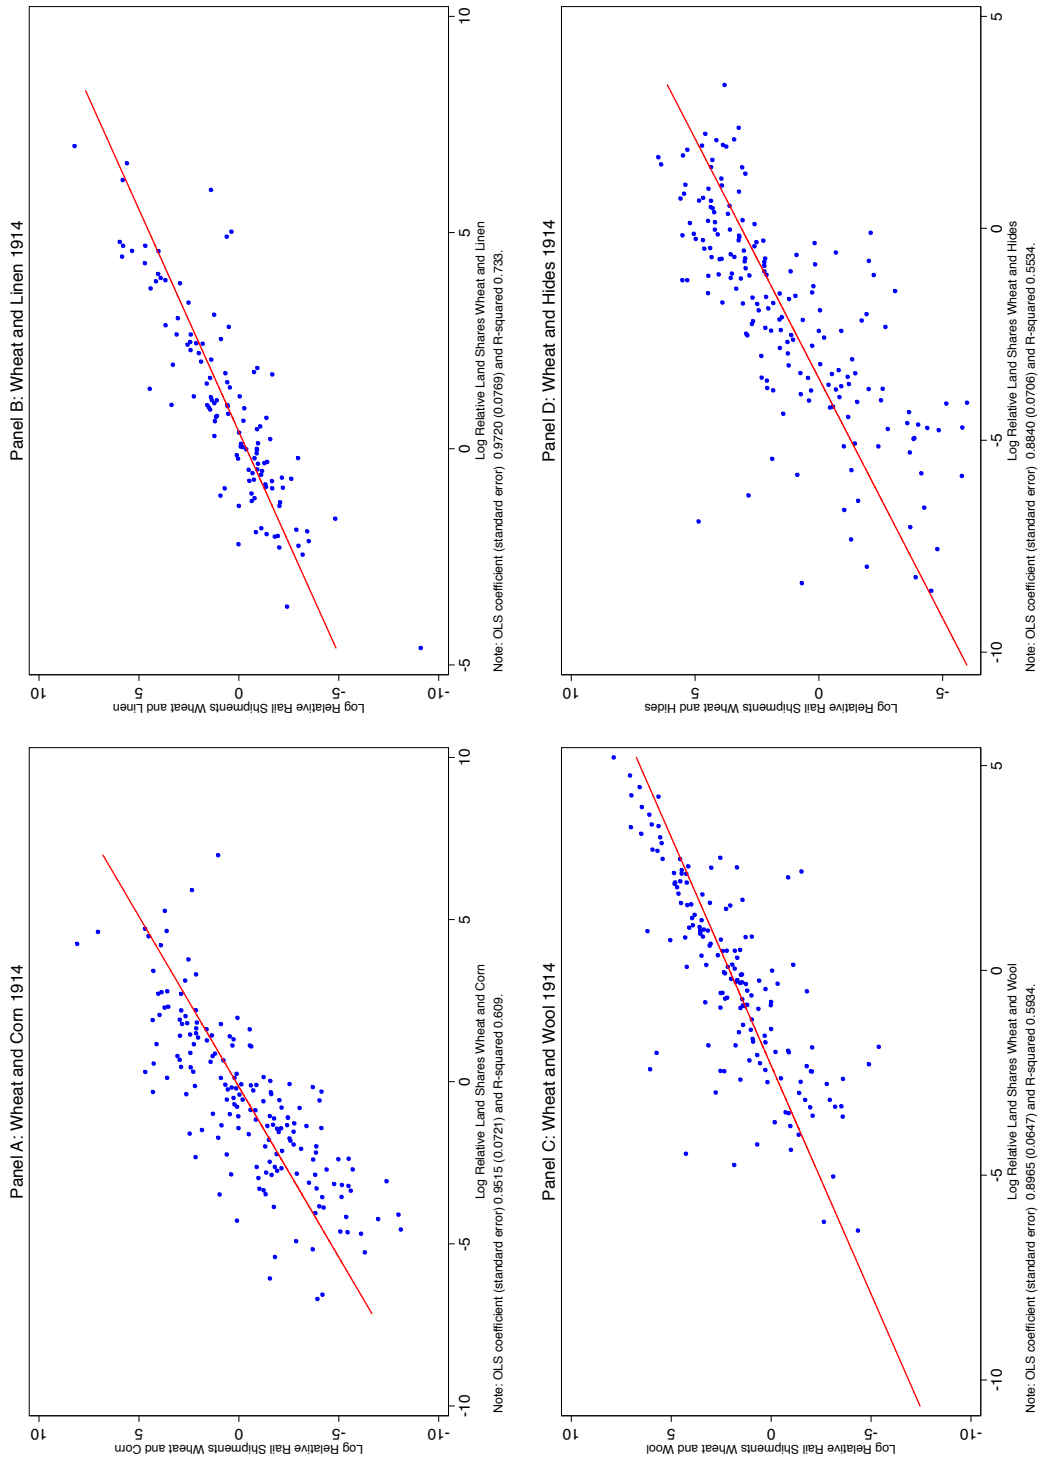 Panel A: Wheat and Corn 1914
Log Relative Rail Shipments Wheat and Corn
10
5
0
-5
-10
-10
-5
0
5
10
Log Relative Land Shares Wheat and Corn
Note: OLS coefficient (standard error) 0.9515 (0.0721) and R-squared 0.609.
Panel B: Wheat and Linen 1914
Log Relative Rail Shipments Wheat and Linen
10
5
0
-5
-10
-5
0
5
10
Log Relative Land Shares Wheat and Linen
Note: OLS coefficient (standard error) 0.9720 (0.0769) and R-squared 0.733.
Panel C: Wheat and Wool 1914
Log Relative Rail Shipments Wheat and Wool
10
5
0
-5
-10
-10
-5
0
5
Log Relative Land Shares Wheat and Wool
Note: OLS coefficient (standard error) 0.8965 (0.0647) and R-squared 0.5934.
Panel D: Wheat and Hides 1914
Log Relative Rail Shipments Wheat and Hides
10
5
0
-5
-10
-5
0
5
Log Relative Land Shares Wheat and Hides
Note: OLS coefficient (standard error) 0.8840 (0.0706) and R-squared 0.5534.